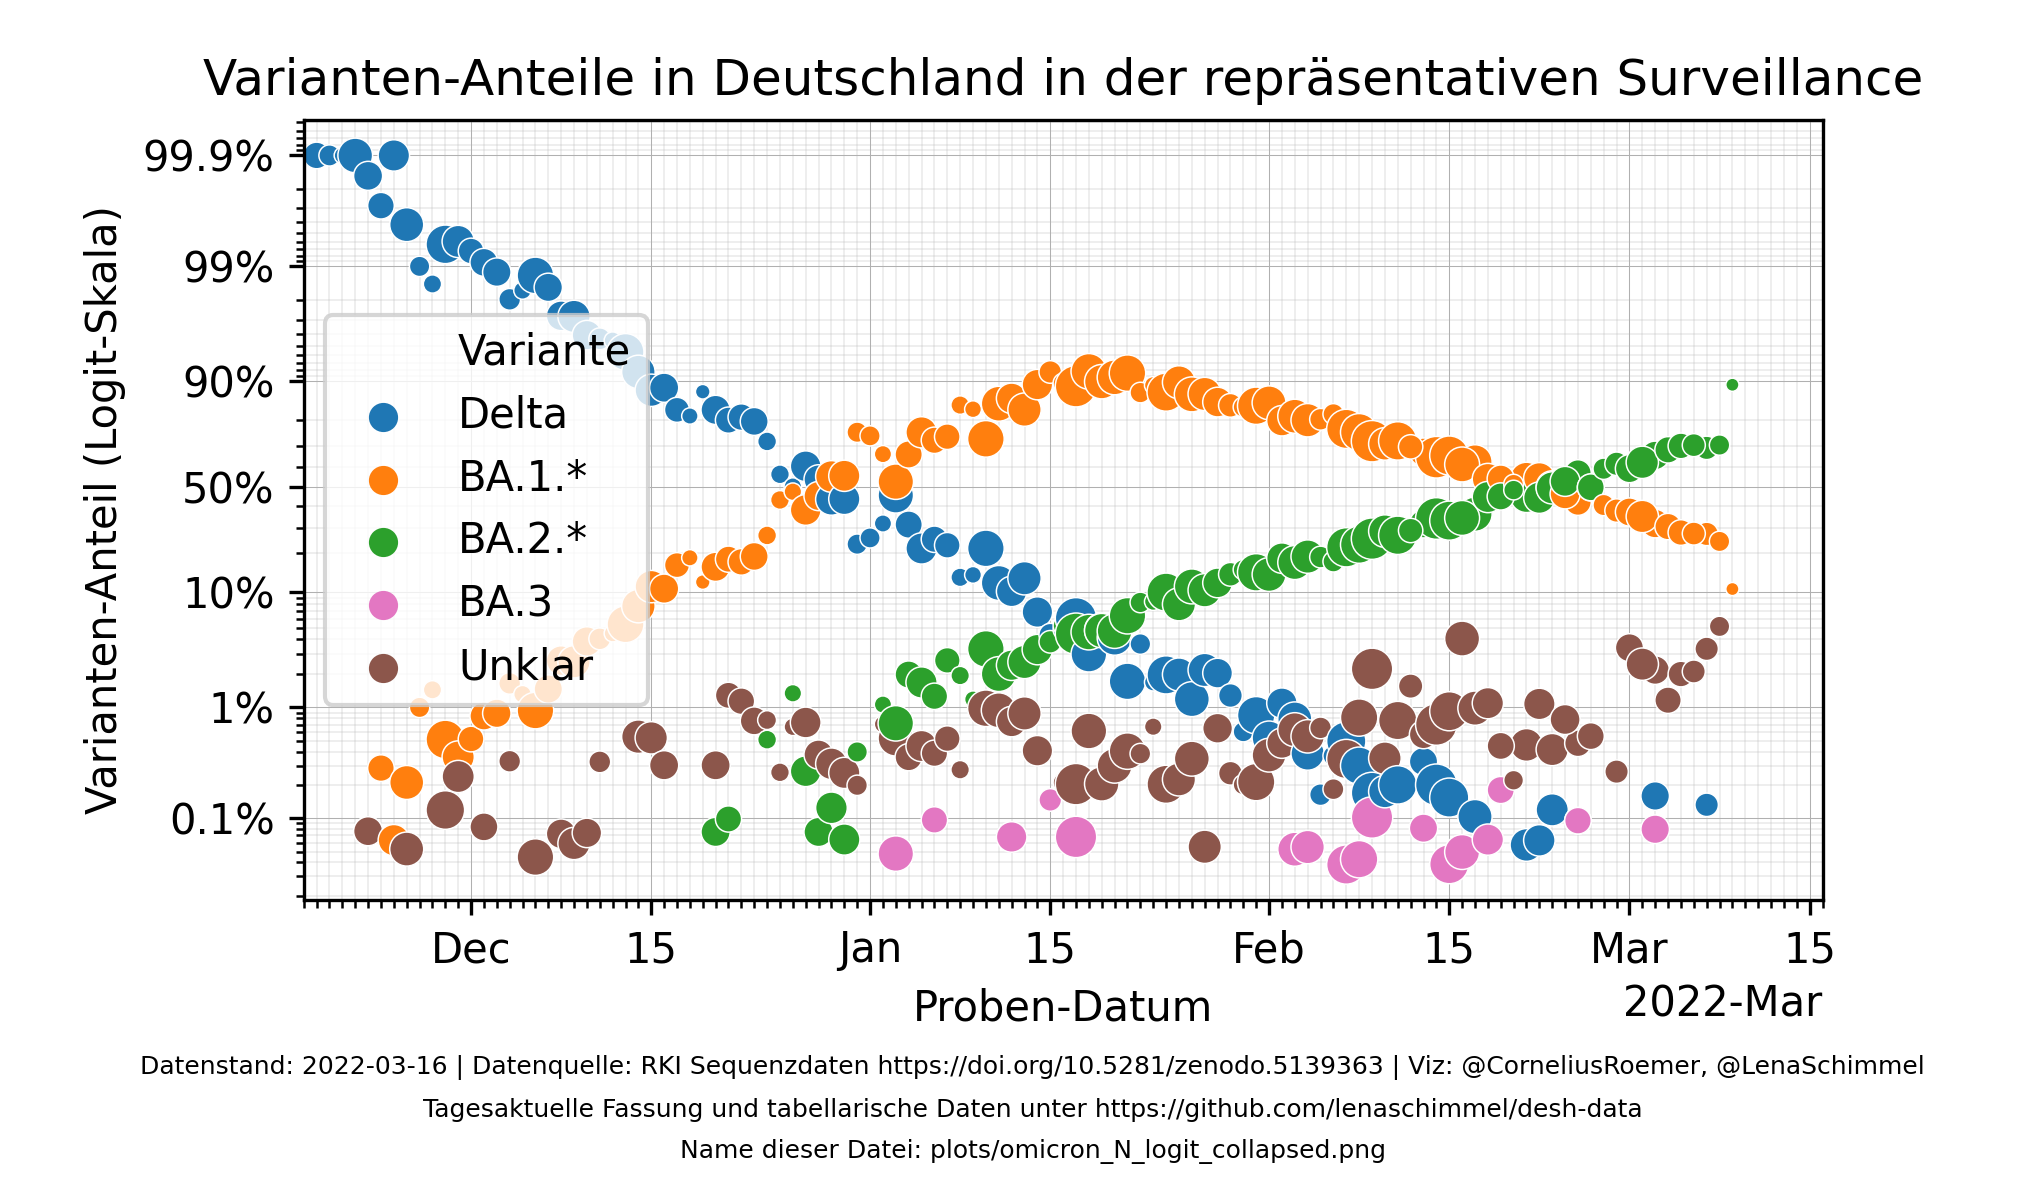 Varianten-Anteile in Deutschland in der repräsentativen Surveillance
Varianten-Anteil (Logit-Skala)
99.9%
99%
90%
50%
10%
1%
0.1%
Variante
Delta
BA.1.*
BA.2.*
BA.3
Unklar
Dec 15 Jan 15 Feb 15 Mar 15
Proben-Datum
2022-Mar
Datenstand: 2022-03-16 | Datenquelle: RKI Sequenzdaten https://doi.org/10.5281/zenodo.5139363 | Viz: @CorneliusRoemer, @LenaSchimmel
Tagesaktuelle Fassung und tabellarische Daten unter https://github.com/lenaschimmel/desh-data
Name dieser Datei: plots/omicron_N_logit_collapsed.png